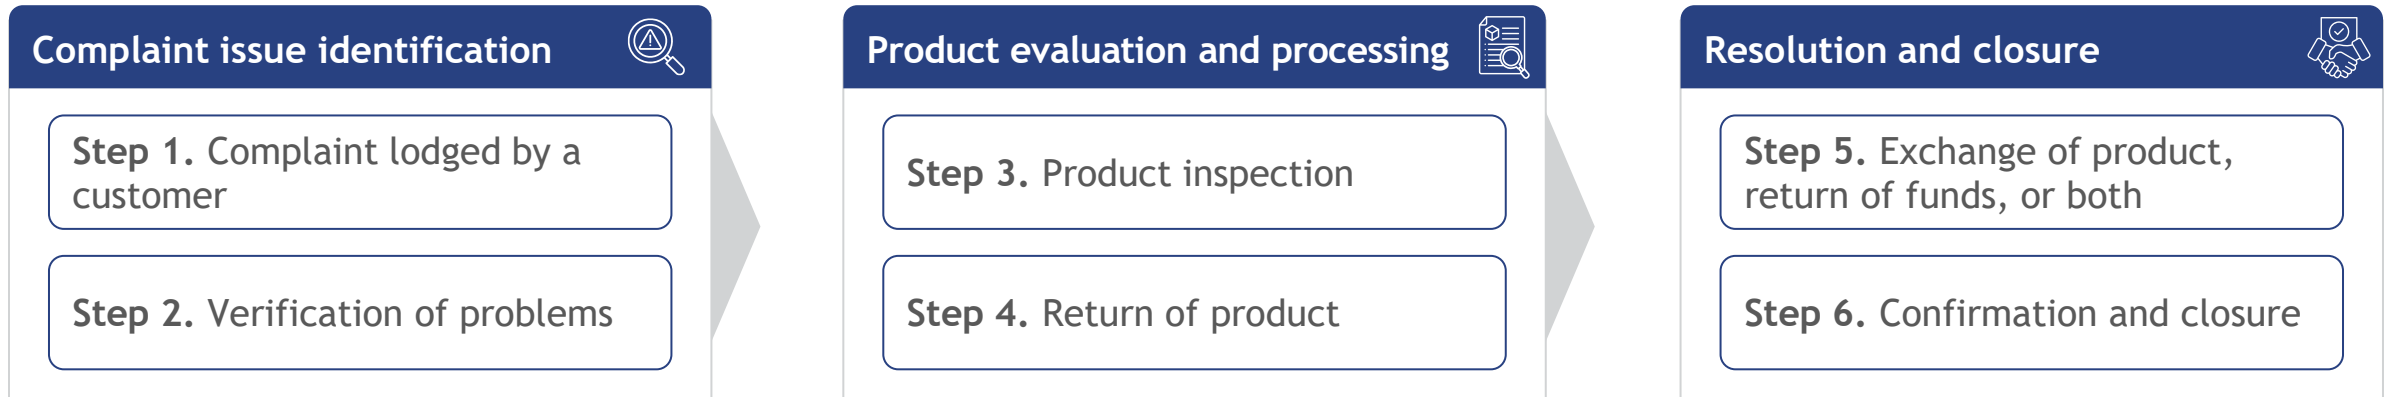 Complaint issue identification
Step 1. Complaint lodged by a
customer
Step 2. Verification of problems
Product evaluation and processing
Step 3. Product inspection
Step 4. Return of product
Resolution and closure
Step 5. Exchange of product,
return of funds, or both
Step 6. Confirmation and closure